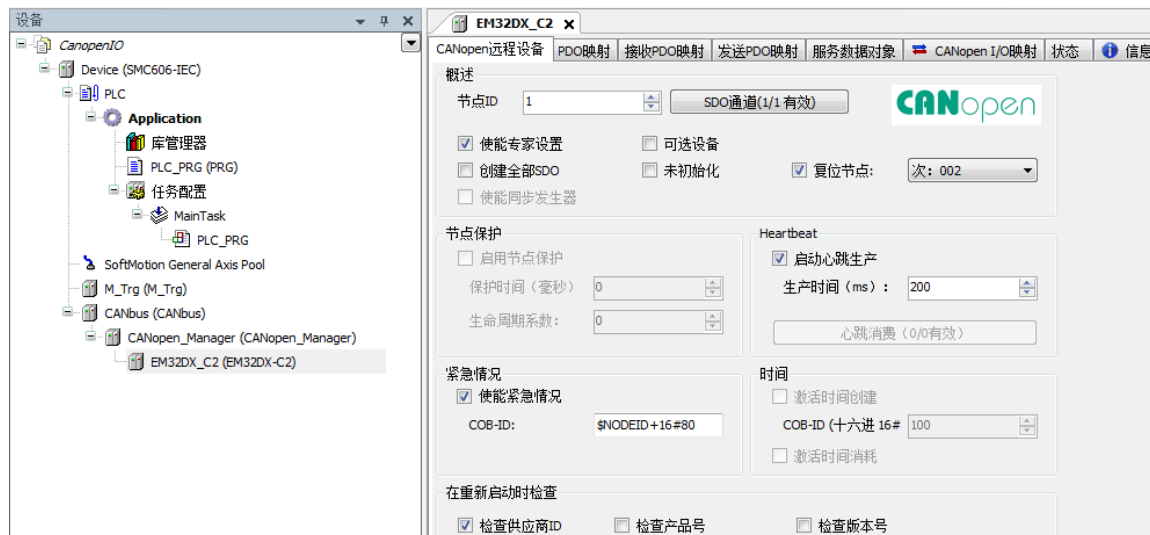 设备
CanopenIO
Device (SMC606-IEC)
PLC
Application
库管理器
PLC_PRG (PRG)
任务配置
MainTask
PLC_PRG
SoftMotion General Axis Pool
M_Trg (M_Trg)
CANbus (CANbus)
CANopen_Manager (CANopen_Manager)
EM32DX_C2 (EM32DX-C2)
EM32DX_C2
CANopen远程设备 PDO映射 接收PDO映射 发送PDO映射 服务数据对象 CANopen I/O映射 状态 信息
概述
节点ID 1 SDO通道(1/1 有效) CANopen
使能专家设置 可选设备
创建全部SDO 未初始化 复位节点: 次: 002
使能同步发生器
节点保护
启用节点保护
保护时间（毫秒） 0
生命周期系数: 0
Heartbeat
启动心跳生产
生产时间（ms）: 200
心跳消费（0/0有效）
紧急情况
使能紧急情况
COB-ID: $NODEID+16#80
时间
激活时间创建
COB-ID (十六进 16# 100
激活时间消耗
在重新启动时检查
检查供应商ID 检查产品号 检查版本号